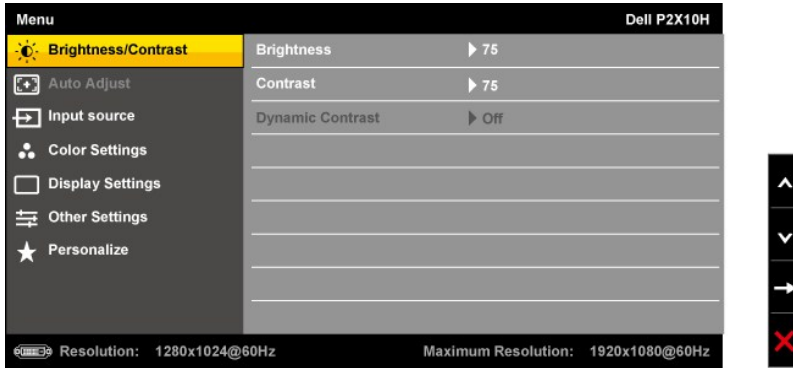 Menu Dell P2X10H
Brightness/Contrast Brightness 75
Auto Adjust Contrast 75
Input source Dynamic Contrast Off
Color Settings
Display Settings
Other Settings
Personalize
Resolution: 1280x1024@60Hz Maximum Resolution: 1920x1080@60Hz